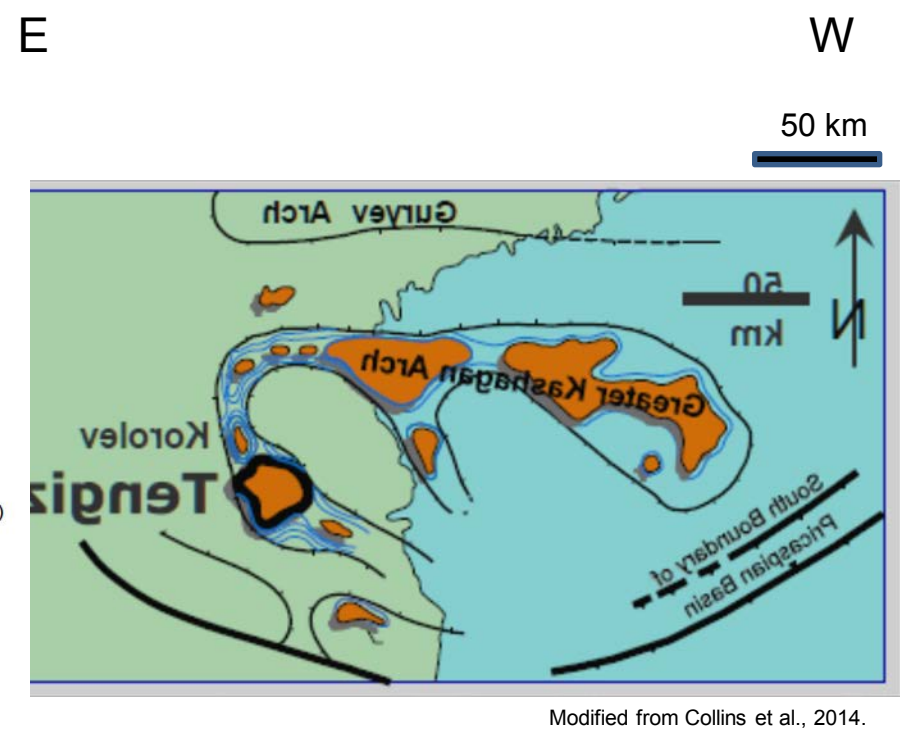 E
W
50 km
Guryev Arch
50
km
N
Greater Kashagan Arch
Korolev
Tengiz
South Boundary of
Pricaspian Basin
)
Modified from Collins et al., 2014.